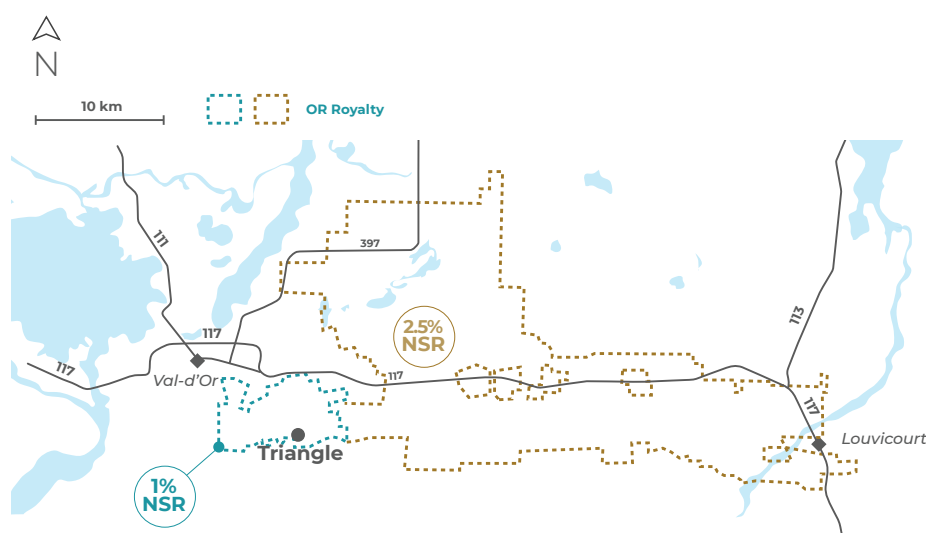 N
10 km
OR Royalty
111
397
113
2.5%
NSR
117
117
117
Val-d'Or
117
Louvicourt
Triangle
1%
NSR